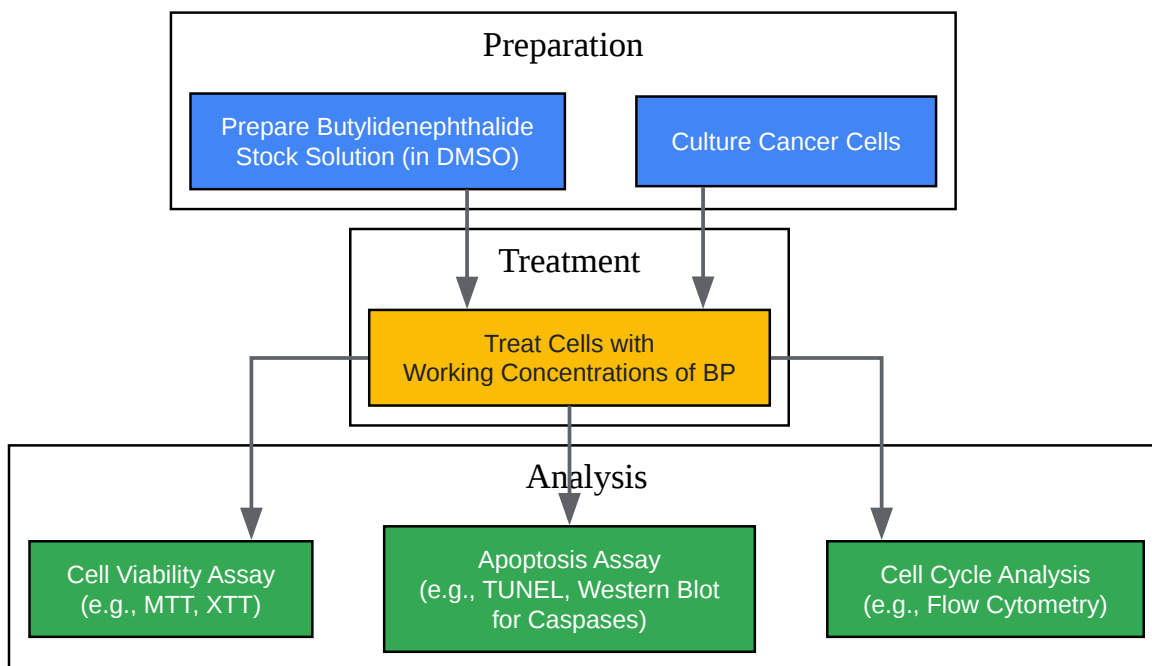 Preparation
Prepare Butylidenephthalide
Stock Solution (in DMSO)
Culture Cancer Cells
Treatment
Treat Cells with
Working Concentrations of BP
Analysis
Cell Viability Assay
(e.g., MTT, XTT)
Apoptosis Assay
(e.g., TUNEL, Western Blot
for Caspases)
Cell Cycle Analysis
(e.g., Flow Cytometry)